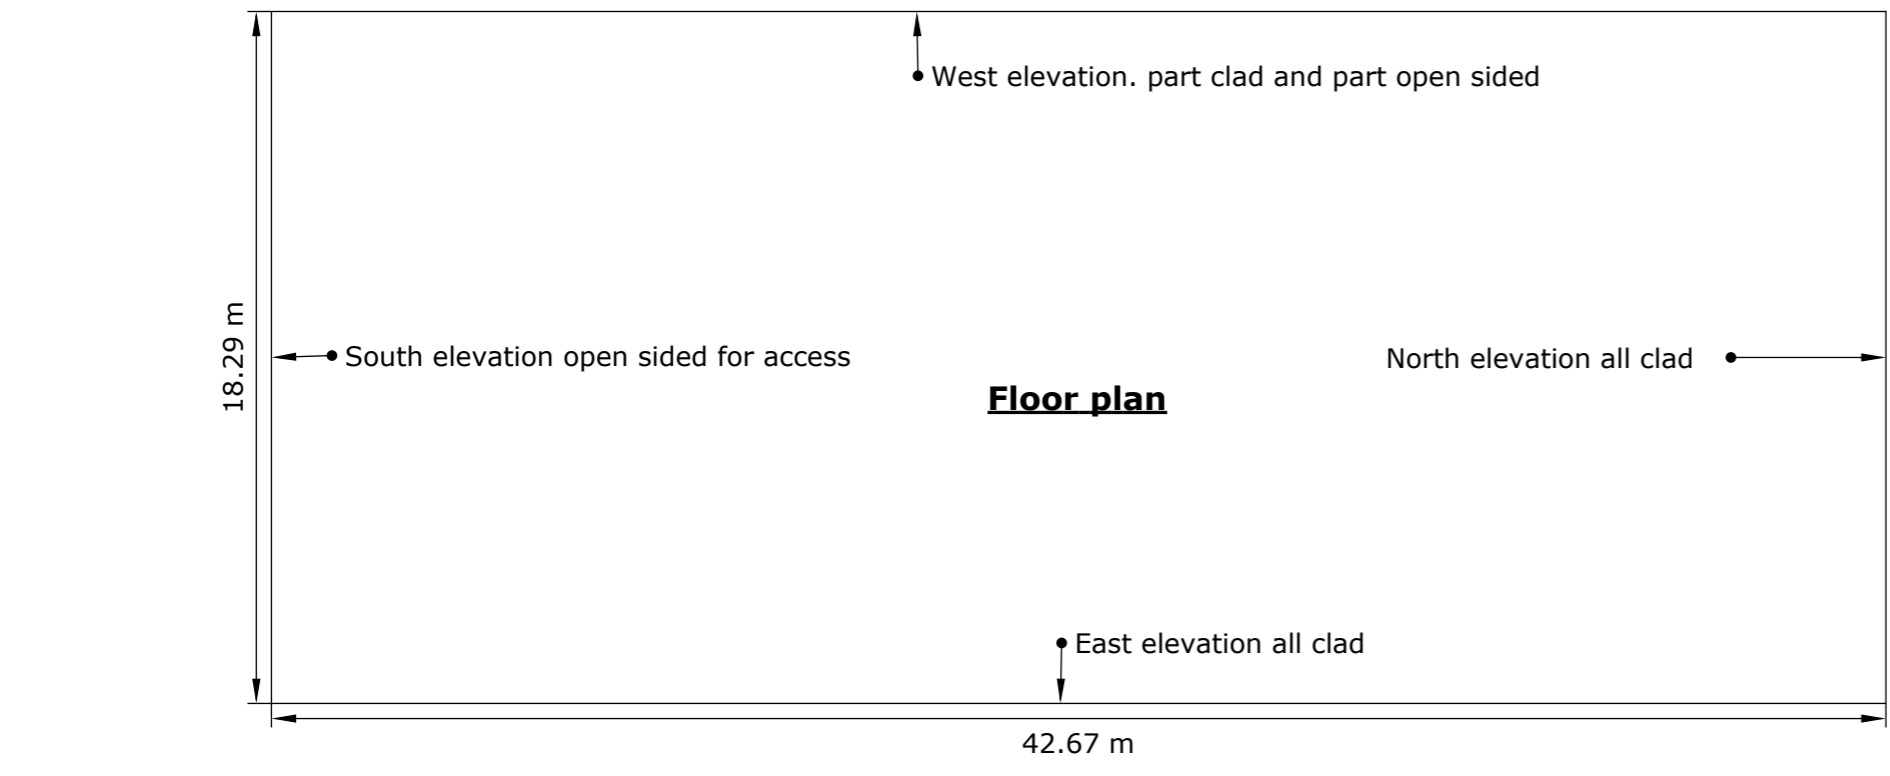 West elevation. part clad and part open sided
18.29 m
South elevation open sided for access
North elevation all clad
Floor plan
East elevation all clad
42.67 m